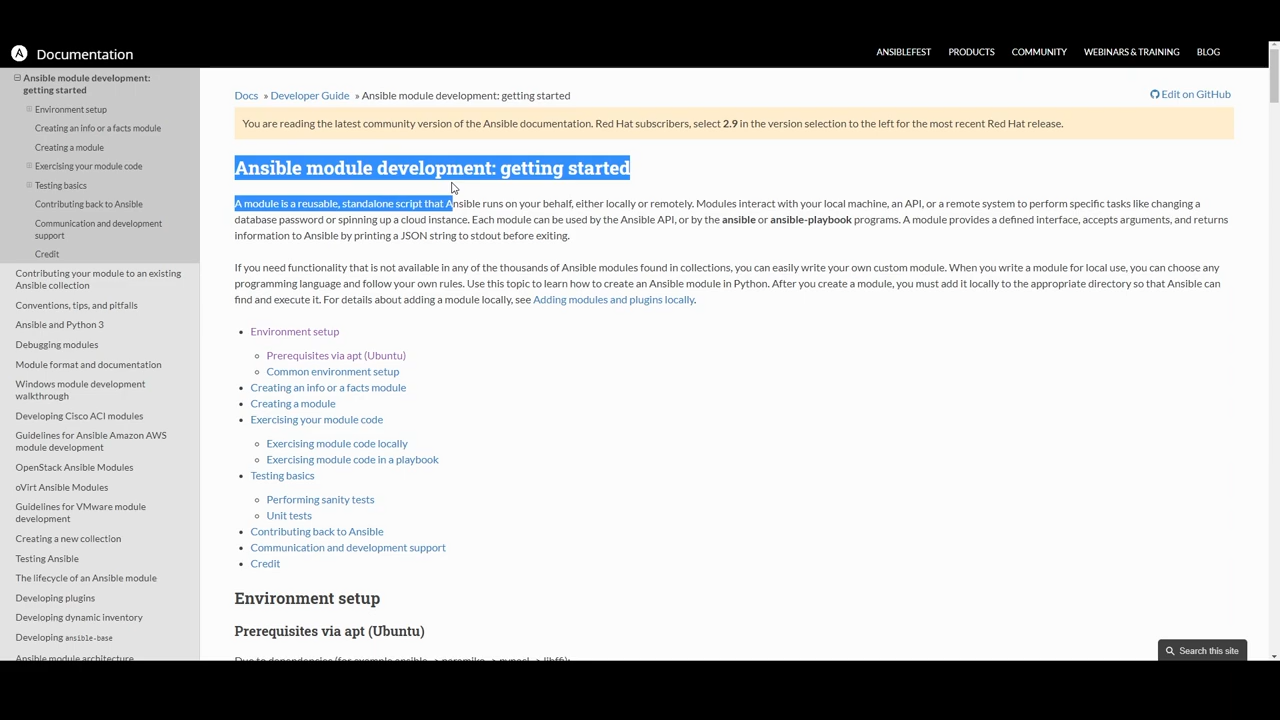 Documentation
ANSIBLEFEST PRODUCTS COMMUNITY WEBINARS & TRAINING BLOG
Ansible module development:
getting started
Environment setup
Creating an info or a facts module
Creating a module
Exercising your module code
Testing basics
Contributing back to Ansible
Communication and development
support
Credit
Contributing your module to an existing
Ansible collection
Conventions, tips, and pitfalls
Ansible and Python 3
Debugging modules
Module format and documentation
Windows module development
walkthrough
Developing Cisco ACI modules
Guidelines for Ansible Amazon AWS
module development
OpenStack Ansible Modules
oVirt Ansible Modules
Guidelines for VMware module
development
Creating a new collection
Testing Ansible
The lifecycle of an Ansible module
Developing plugins
Developing dynamic inventory
Developing ansible-base
Ansible module architecture
Docs » Developer Guide » Ansible module development: getting started
Edit on GitHub
You are reading the latest community version of the Ansible documentation. Red Hat subscribers, select 2.9 in the version selection to the left for the most recent Red Hat release.
Ansible module development: getting started
A module is a reusable, standalone script that Ansible runs on your behalf, either locally or remotely. Modules interact with your local machine, an API, or a remote system to perform specific tasks like changing a
database password or spinning up a cloud instance. Each module can be used by the Ansible API, or by the ansible or ansible-playbook programs. A module provides a defined interface, accepts arguments, and returns
information to Ansible by printing a JSON string to stdout before exiting.
If you need functionality that is not available in any of the thousands of Ansible modules found in collections, you can easily write your own custom module. When you write a module for local use, you can choose any
programming language and follow your own rules. Use this topic to learn how to create an Ansible module in Python. After you create a module, you must add it locally to the appropriate directory so that Ansible can
find and execute it. For details about adding a module locally, see Adding modules and plugins locally.
Environment setup
Prerequisites via apt (Ubuntu)
Common environment setup
Creating an info or a facts module
Creating a module
Exercising your module code
Exercising module code locally
Exercising module code in a playbook
Testing basics
Performing sanity tests
Unit tests
Contributing back to Ansible
Communication and development support
Credit
Environment setup
Prerequisites via apt (Ubuntu)
Due to dependencies (for example ansible -> paramiko -> pynacl -> libffi):
Search this site